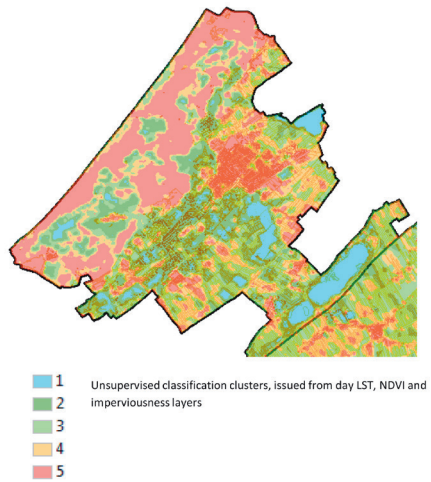 1
Unsupervised classification clusters, issued from day LST, NDVI and
imperviousness layers
2
3
4
5